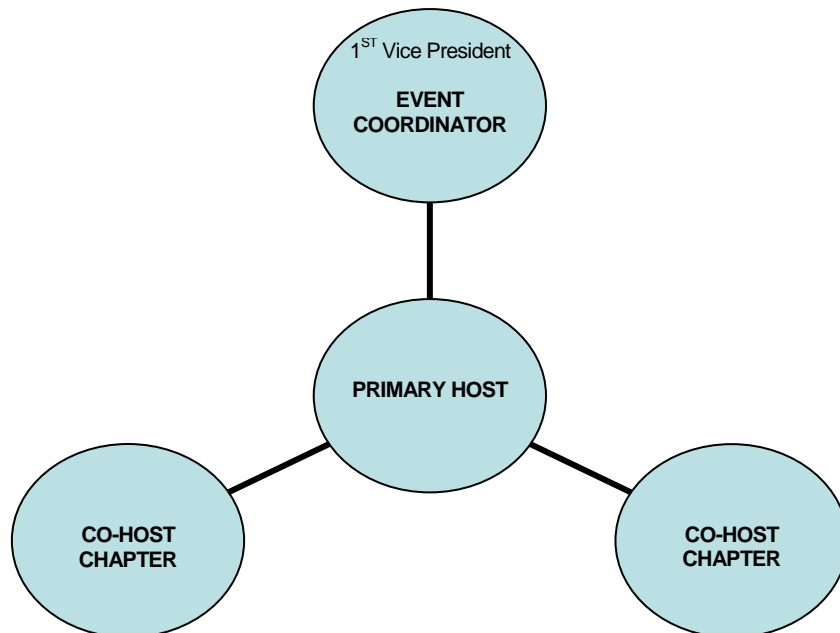 1ST Vice President
EVENT
COORDINATOR
PRIMARY HOST
CO-HOST
CHAPTER
CO-HOST
CHAPTER